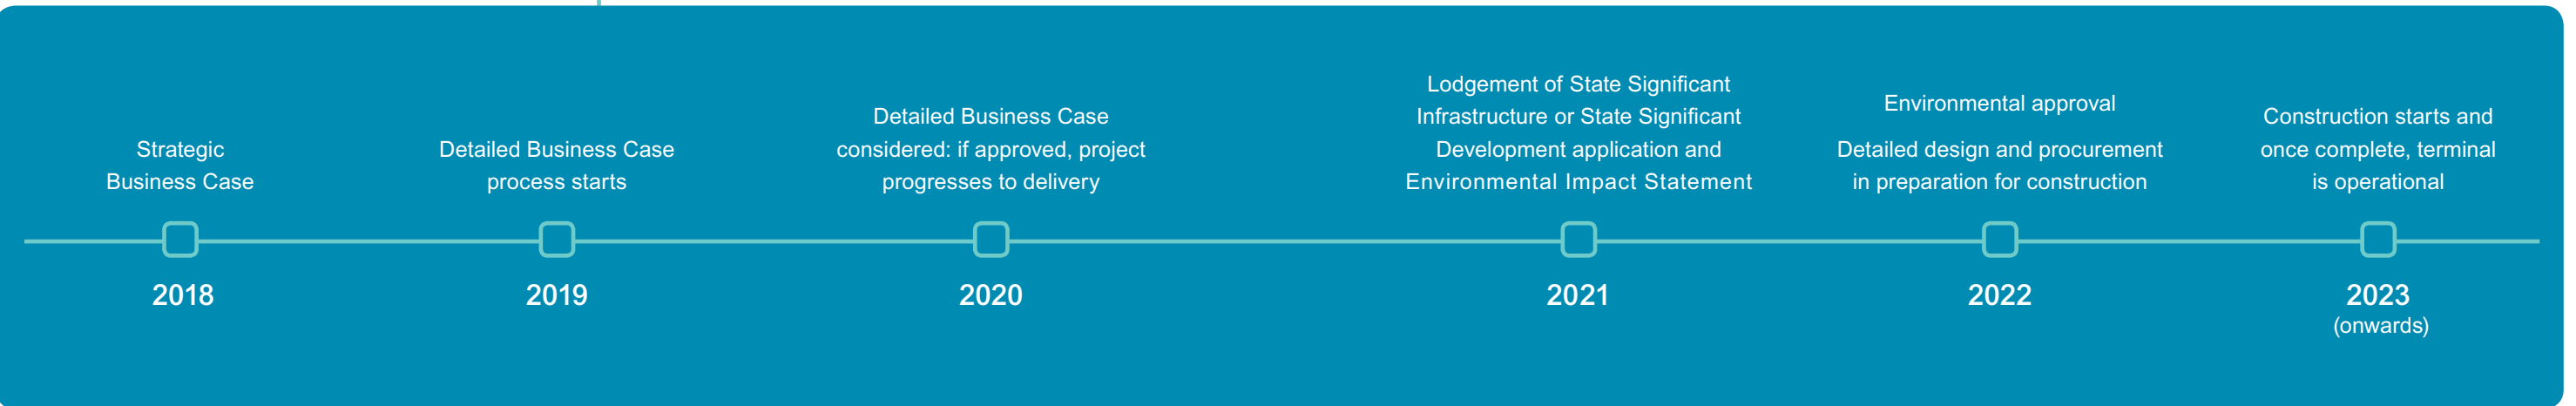 Strategic
Business Case
2018
Detailed Business Case
process starts
2019
Detailed Business Case
considered: if approved, project
progresses to delivery
2020
Lodgement of State Significant
Infrastructure or State Significant
Development application and
Environmental Impact Statement
2021
Environmental approval
Detailed design and procurement
in preparation for construction
2022
Construction starts and
once complete, terminal
is operational
2023
(onwards)